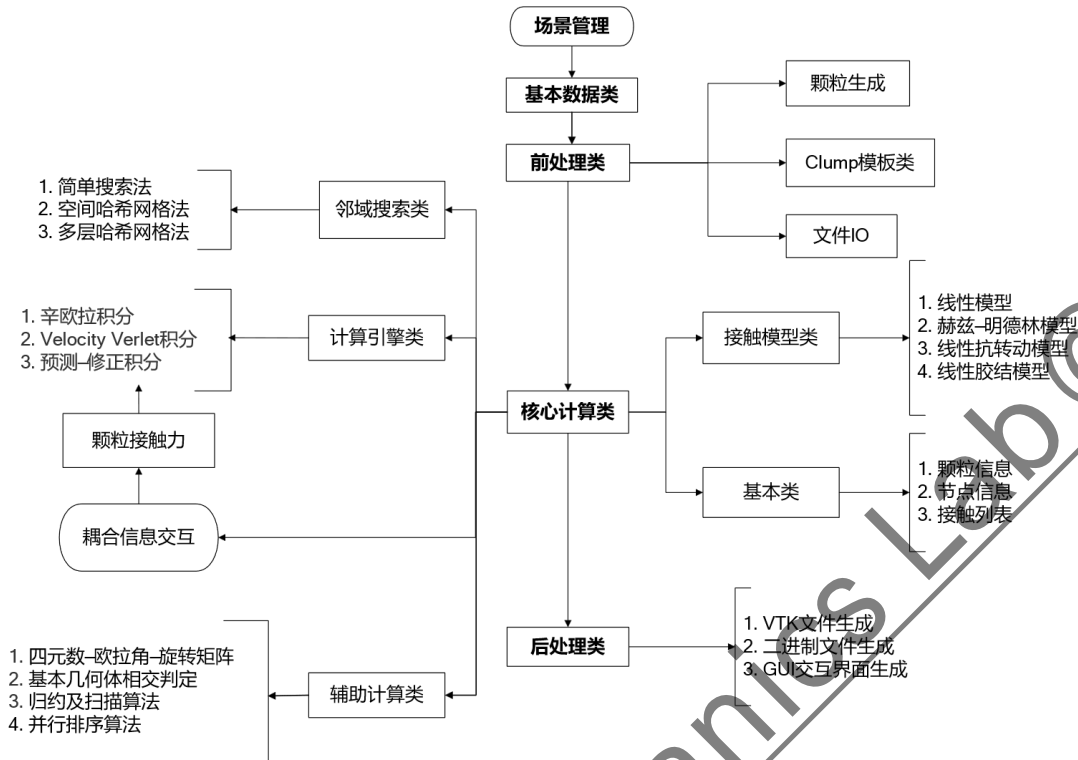 场景管理
基本数据类
前处理类
颗粒生成
Clump模板类
文件IO
邻域搜索类
1. 简单搜索法
2. 空间哈希网格法
3. 多层哈希网格法
计算引擎类
1. 辛欧拉积分
2. Velocity Verlet积分
3. 预测–修正积分
接触模型类
1. 线性模型
2. 赫兹–明德林模型
3. 线性抗转动模型
4. 线性胶结模型
核心计算类
颗粒接触力
基本类
1. 颗粒信息
2. 节点信息
3. 接触列表
耦合信息交互
后处理类
1. VTK文件生成
2. 二进制文件生成
3. GUI交互界面生成
辅助计算类
1. 四元数–欧拉角–旋转矩阵
2. 基本几何体相交判定
3. 归约及扫描算法
4. 并行排序算法
anics Lab @